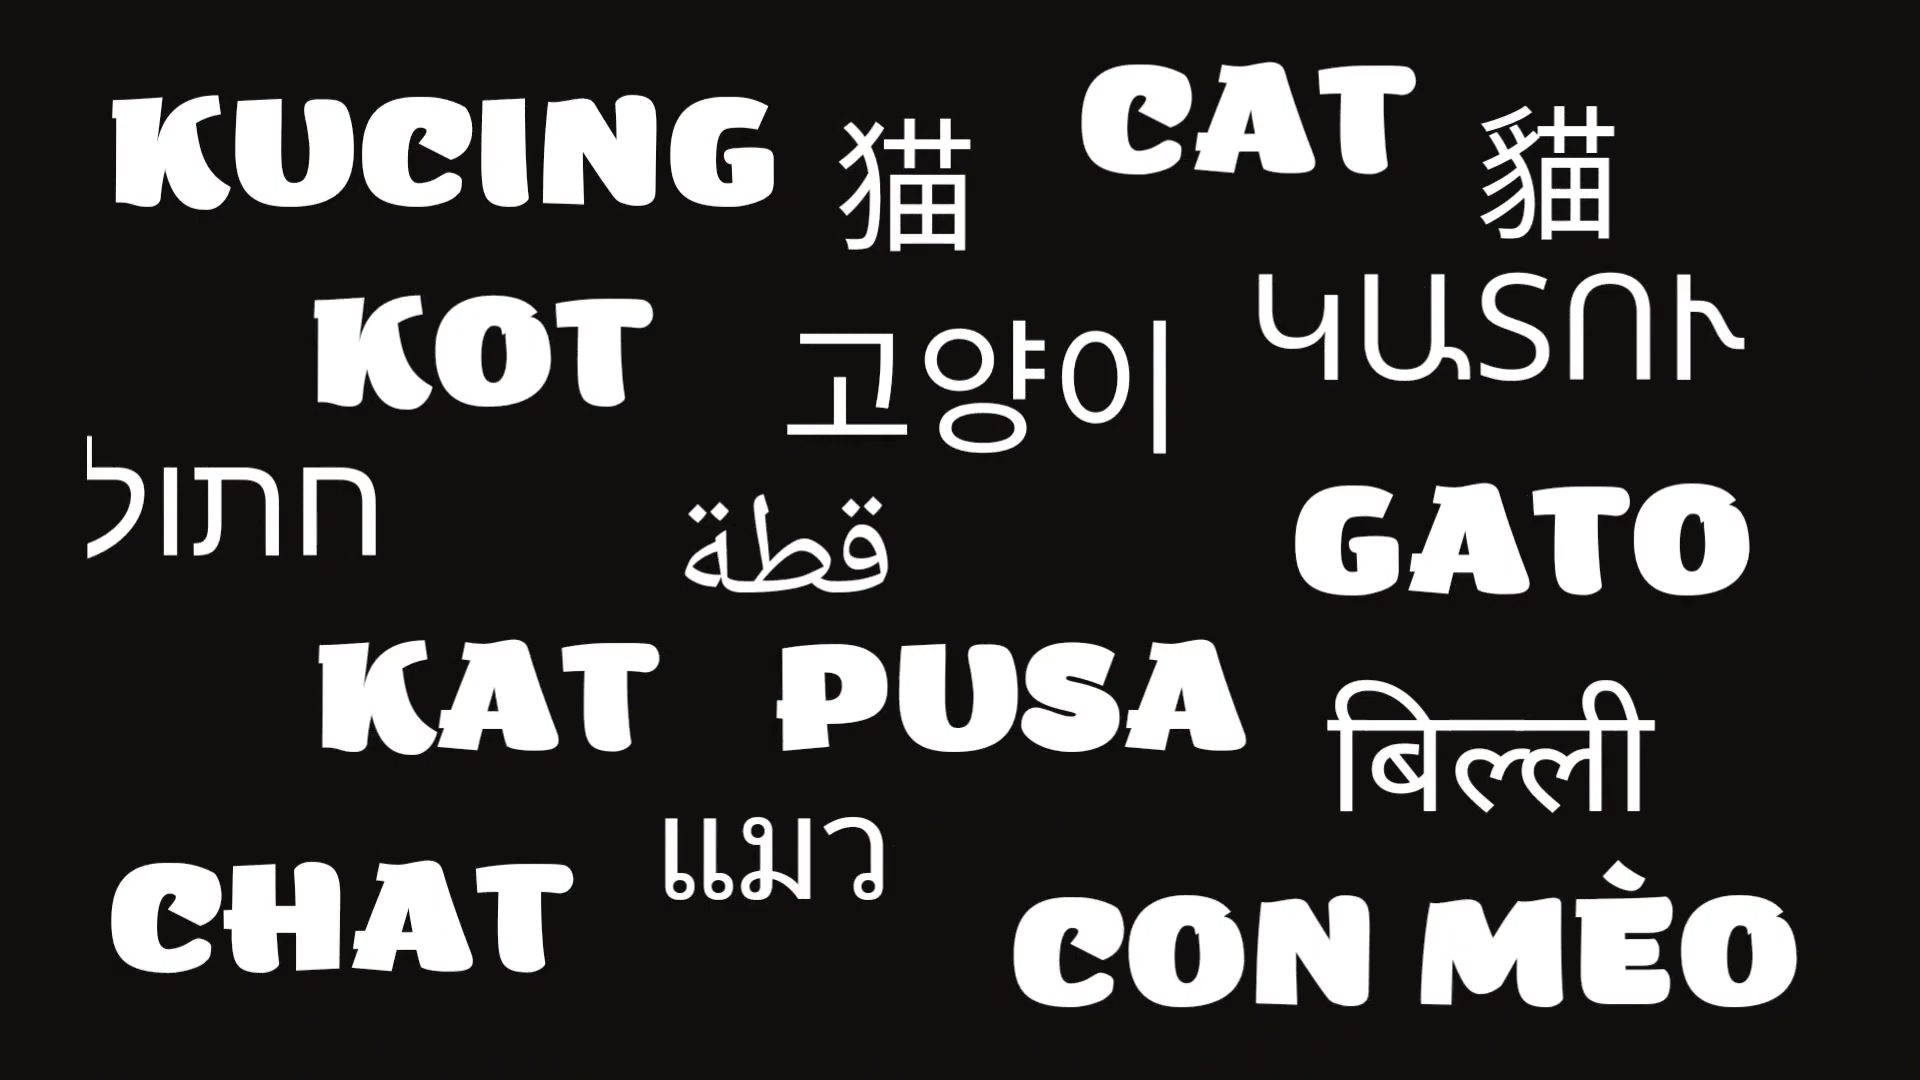 KUCING
猫
CAT
貓
KOT
고양이
ԿԱՏՈՒ
חתול
قطة
GATO
KAT
PUSA
बिल्ली
แมว
CHAT
CON MÈO